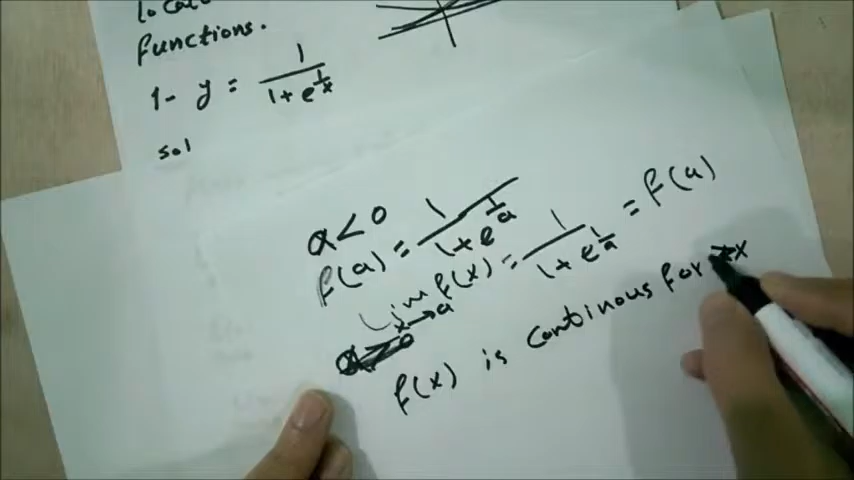 functions.
1- y = 1/(1+e^(1/x))
sol
a<0
f(a) = 1/(1+e^(1/a))
Lim x→a f(x) = 1/(1+e^(1/a)) = f(a)
f(x) is continous for